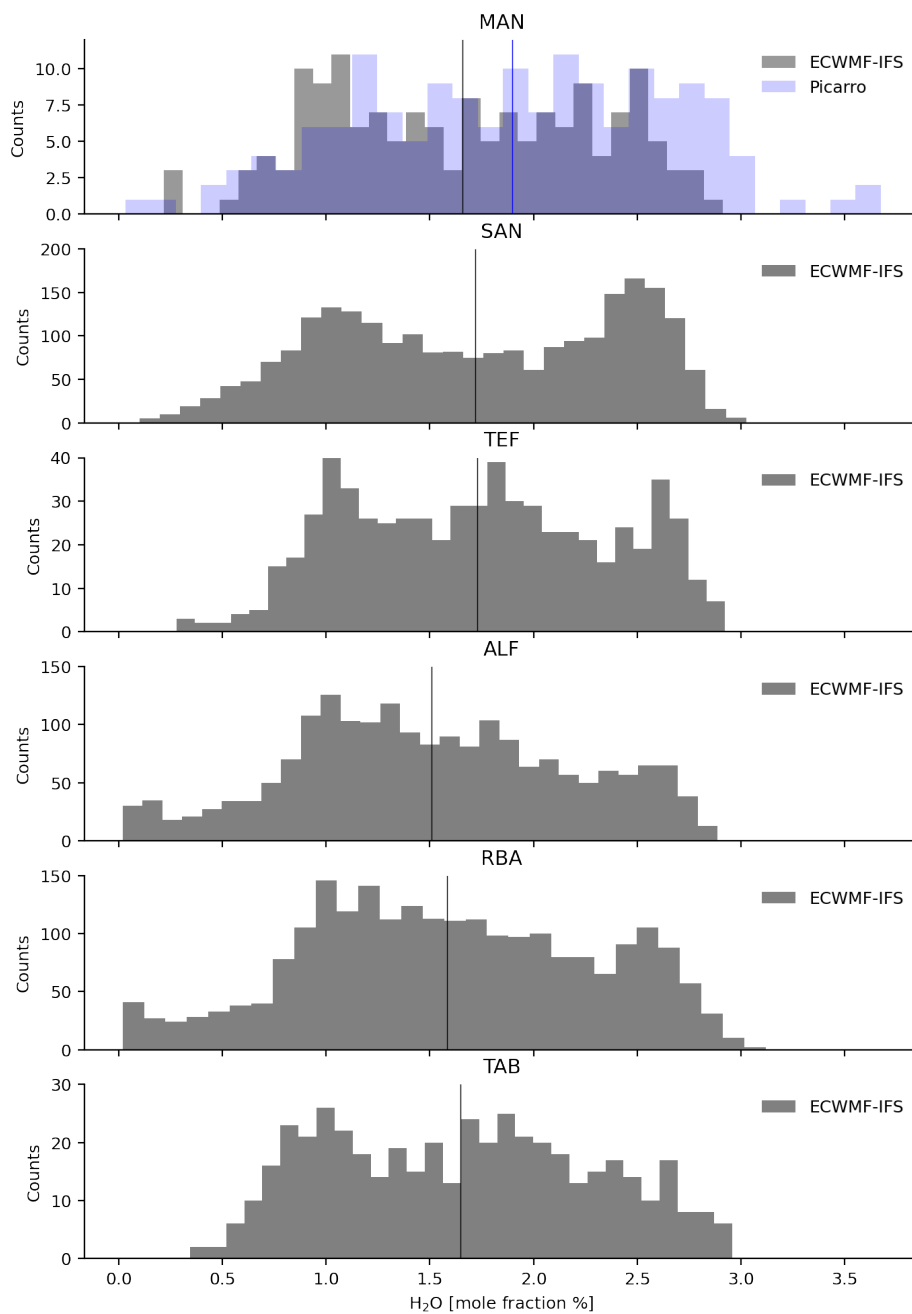 MAN
10.0
7.5
5.0
2.5
0.0
Counts
ECWMF-IFS
Picarro
SAN
200
150
100
50
0
Counts
ECWMF-IFS
TEF
40
30
20
10
0
Counts
ECWMF-IFS
ALF
150
100
50
0
Counts
ECWMF-IFS
RBA
150
100
50
0
Counts
ECWMF-IFS
TAB
30
20
10
0
Counts
ECWMF-IFS
0.0 0.5 1.0 1.5 2.0 2.5 3.0 3.5
H₂O [mole fraction %]